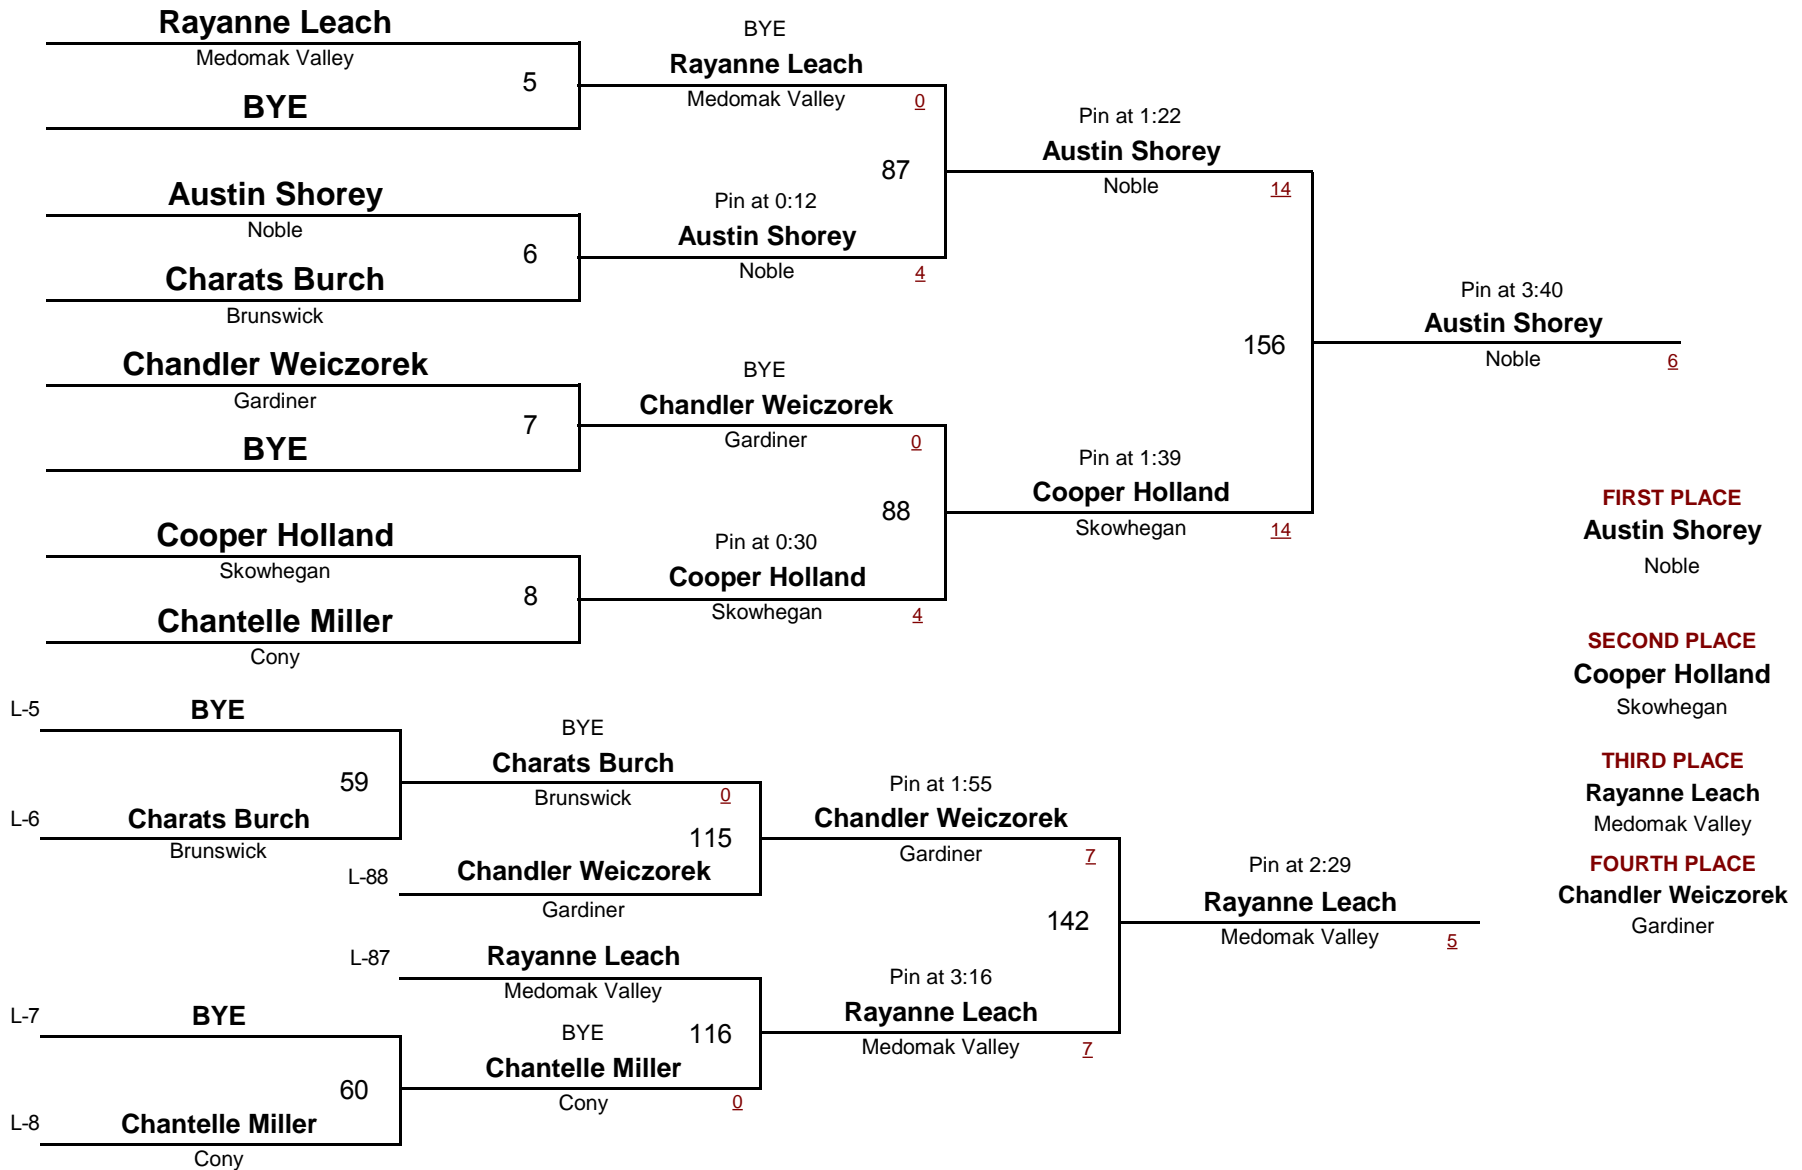 Rayanne Leach
Medomak Valley
5
BYE
Austin Shorey
Noble
6
Charats Burch
Brunswick
Chandler Weiczorek
Gardiner
7
BYE
Cooper Holland
Skowhegan
8
Chantelle Miller
Cony
BYE
Rayanne Leach
Medomak Valley 0
87
Pin at 0:12
Austin Shorey
Noble 4
BYE
Chandler Weiczorek
Gardiner 0
88
Pin at 0:30
Cooper Holland
Skowhegan 4
Pin at 1:22
Austin Shorey
Noble 14
156
Pin at 1:39
Cooper Holland
Skowhegan 14
Pin at 3:40
Austin Shorey
Noble 6
FIRST PLACE
Austin Shorey
Noble
SECOND PLACE
Cooper Holland
Skowhegan
THIRD PLACE
Rayanne Leach
Medomak Valley
FOURTH PLACE
Chandler Weiczorek
Gardiner
L-5 BYE
59
L-6 Charats Burch
Brunswick
BYE
Charats Burch
Brunswick 0
115
L-88 Chandler Weiczorek
Gardiner
L-87 Rayanne Leach
Medomak Valley
L-7 BYE
60
L-8 Chantelle Miller
Cony
BYE 116
Chantelle Miller
Cony 0
Pin at 1:55
Chandler Weiczorek
Gardiner 7
142
Pin at 3:16
Rayanne Leach
Medomak Valley 7
Pin at 2:29
Rayanne Leach
Medomak Valley 5